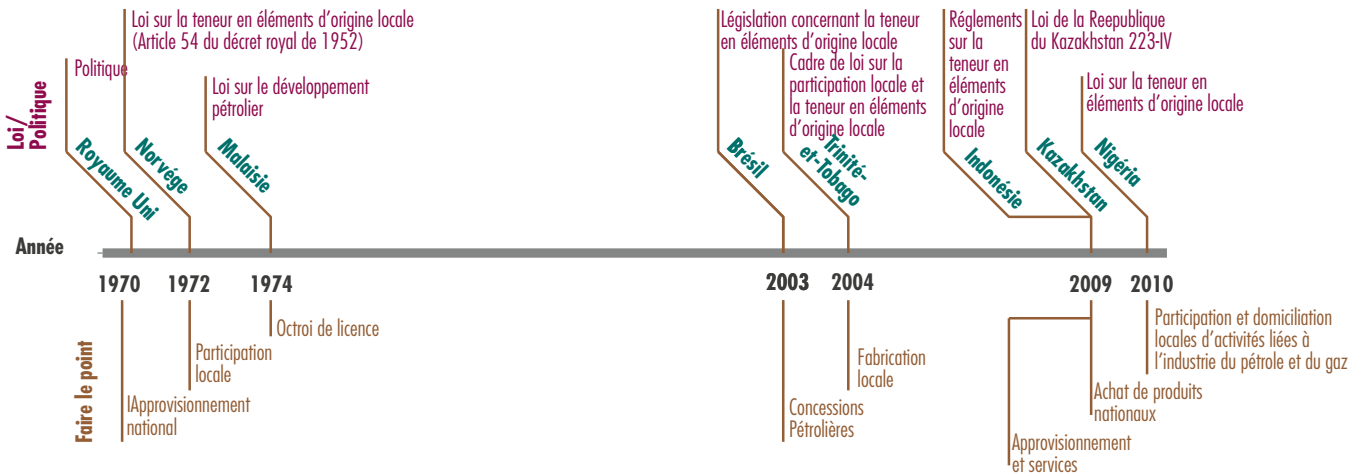 Loi/
Politique
Politique
Loi sur la teneur en éléments d'origine locale
(Article 54 du décret royal de 1952)
Loi sur le développement
pétrolier
Législation concernant la teneur
en éléments d'origine locale
Cadre de loi sur la
participation locale et
la teneur en éléments
d'origine locale
Réglements
sur la
teneur en
éléments
d'origine
locale
Loi de la Reepublique
du Kazakhstan 223-IV
Loi sur la teneur en
éléments d'origine locale
Royaume Uni
Norvége
Malaisie
Brésil
Trinité-
et-Tobago
Indonésie
Kazakhstan
Nigéria
Année
1970
1972
1974
2003
2004
2009
2010
Faire le point
lApprovisionnement
national
Participation
locale
Octroi de licence
Concessions
Pétrolières
Fabrication
locale
Approvisionnement
et services
Achat de produits
nationaux
Participation et domiciliation
locales d'activités liées à
l'industrie du pétrole et du gaz